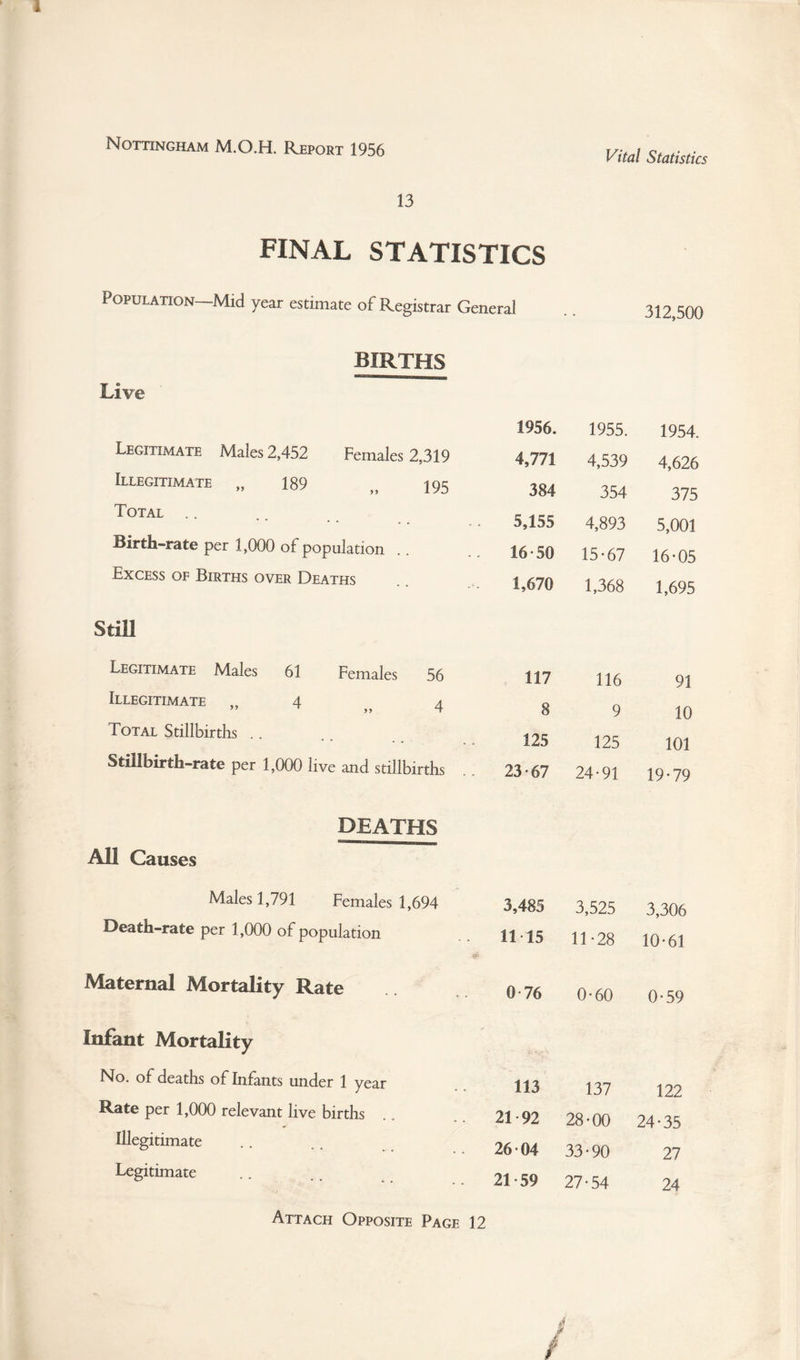 NOTTINGHAM M.O.H. REPORT 1956 Vital Statistics
13
FINAL STATISTICS
POPULATION—Mid year estimate of Registrar General .. 312,500
BIRTHS
Live
1956. 1955. 1954.
LEGITIMATE Males 2,452 Females 2,319 4,771 4,539 4,626
ILLEGITIMATE „ 189 „ 195 384 354 375
TOTAL .. .. .. .. .. 5,155 4,893 5,001
Birth-rate per 1,000 of population .. .. 16·50 15·67 16·05
EXCESS OF BIRTHS OVER DEATHS .. .. 1,670 1,368 1,695
Still
LEGITIMATE Males 61 Females 56 117 116 91
ILLEGITIMATE „ 4 „ 4 8 9 10
TOTAL Stillbirths .. .. .. .. 125 125 101
Stillbirth-rate per 1,000 live and stillbirths .. 23·67 24·91 19·79
DEATHS
All Causes
Males 1,791 Females 1,694 3,485 3,525 3,306
Death-rate per 1,000 of population .. 11·15 11·28 10·61
Maternal Mortality Rate .. .. 0·76 0·60 0·59
Infant Mortality
No. of deaths of Infants under 1 year .. 113 137 122
Rate per 1,000 relevant live births .. .. 21·92 28·00 24·35
Illegitimate .. .. .. .. 26·04 33·90 27
Legitimate .. .. .. .. 21·59 27·54 24
ATTACH OPPOSITE PAGE 12